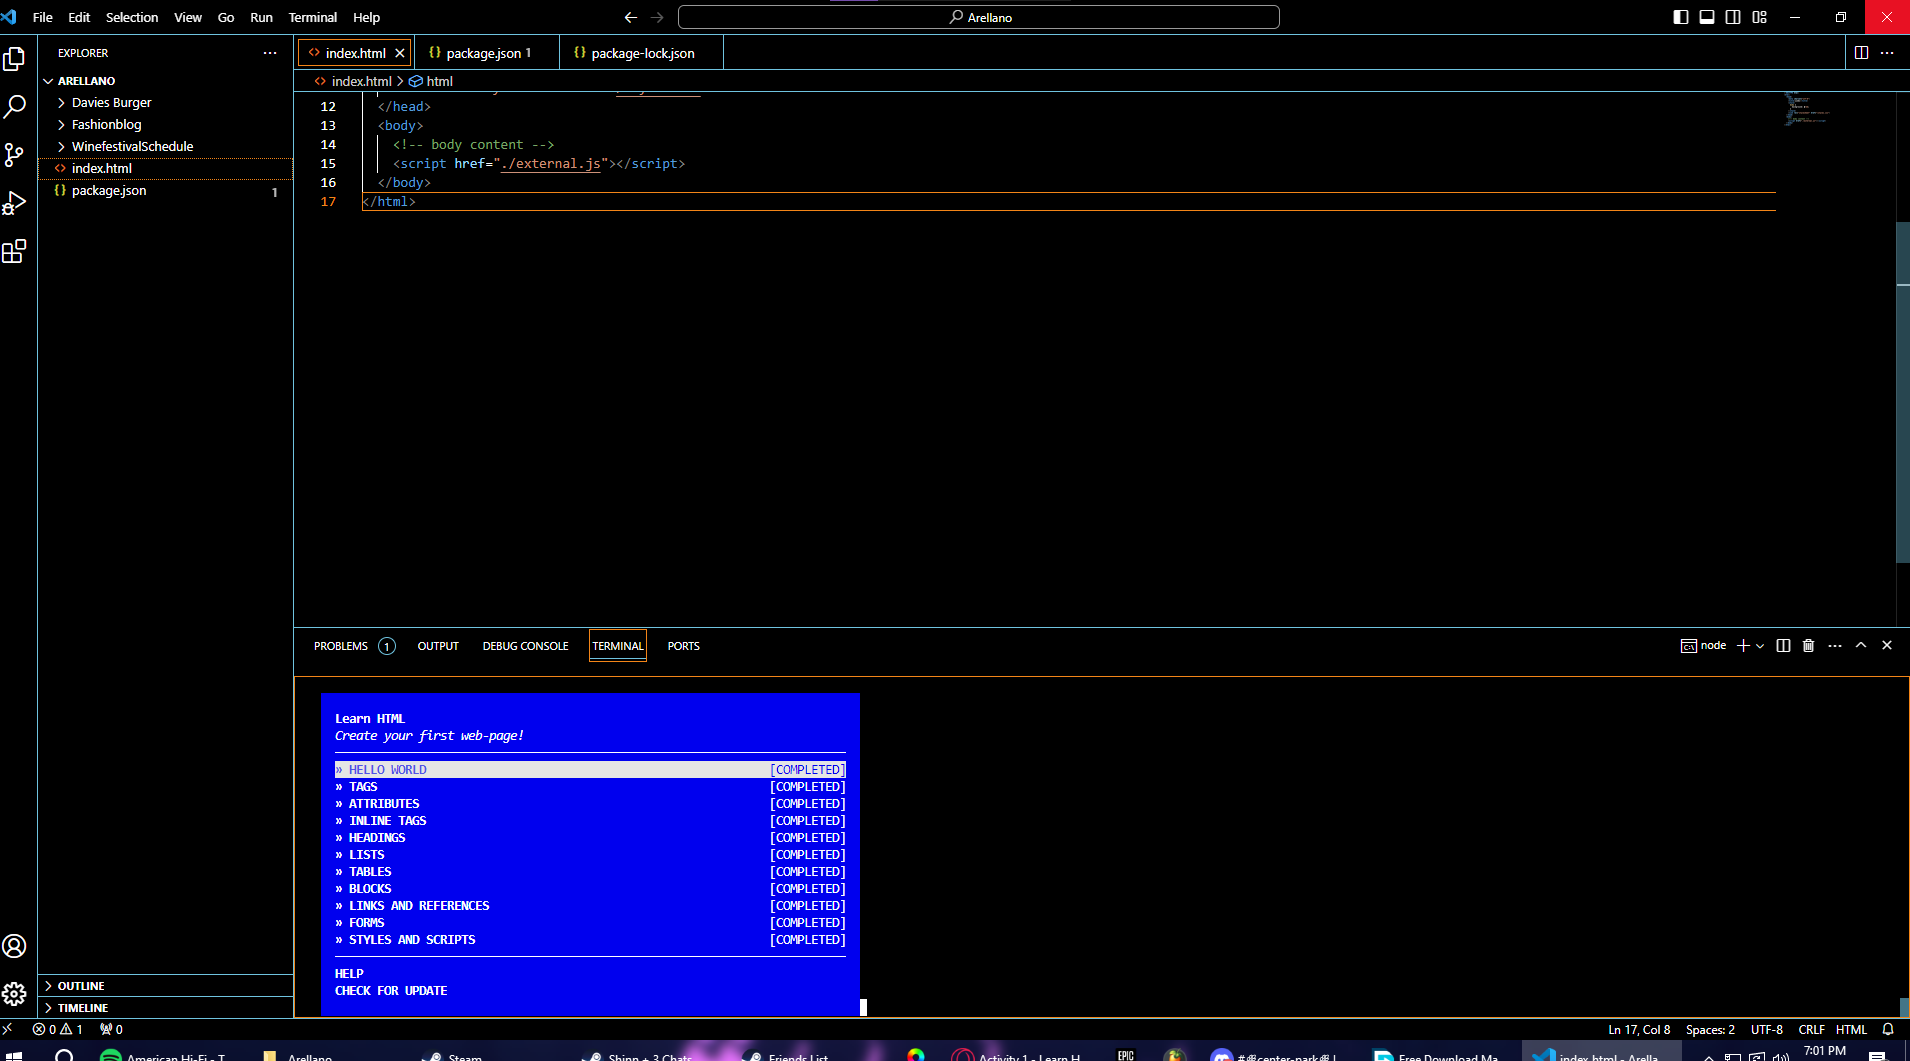 File Edit Selection View Go Run Terminal Help
Arellano
EXPLORER
ARELLANO
Davies Burger
Fashionblog
WinefestivalSchedule
index.html
package.json 1
OUTLINE
TIMELINE
index.html
package.json 1
package-lock.json
index.html > html
12 </head>
13 <body>
14 <!-- body content -->
15 <script href="./external.js"></script>
16 </body>
17 </html>
PROBLEMS 1 OUTPUT DEBUG CONSOLE TERMINAL PORTS
node
Learn HTML
Create your first web-page!
» HELLO WORLD [COMPLETED]
» TAGS [COMPLETED]
» ATTRIBUTES [COMPLETED]
» INLINE TAGS [COMPLETED]
» HEADINGS [COMPLETED]
» LISTS [COMPLETED]
» TABLES [COMPLETED]
» BLOCKS [COMPLETED]
» LINKS AND REFERENCES [COMPLETED]
» FORMS [COMPLETED]
» STYLES AND SCRIPTS [COMPLETED]
HELP
CHECK FOR UPDATE
0 1 0
Ln 17, Col 8 Spaces: 2 UTF-8 CRLF HTML
American Hi-Fi - T
Arellano
Steam
Shinn + 3 Chats
Friends List
Activity 1 - Learn H
EPIC
Free Download Ma
index.html - Arella
7:01 PM